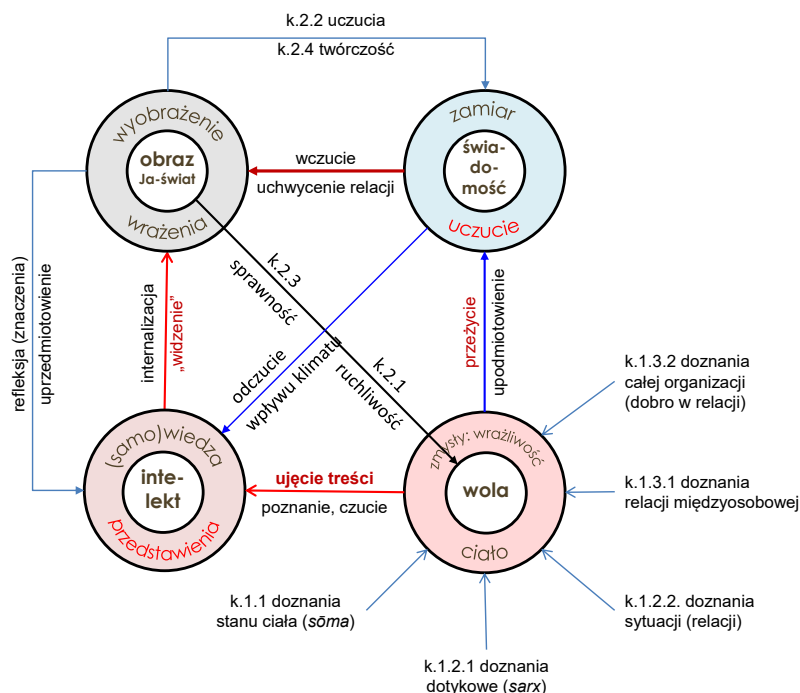 k.2.2 uczucia
k.2.4 twórczość
wyobrażenie
obraz
Ja-świat
wrażenia
wczucie
uchwycenie relacji
zamiar
świa-
do-
mość
uczucie
refleksja (znaczenia)
uprzedmiotowienie
internalizacja
„widzenie”
k.2.3
sprawność
k.2.1
ruchliwość
odczucie
wpływu klimatu
przeżycie
upodmiotowienie
(samo)wiedza
inte-
lekt
przedstawienia
ujęcie treści
poznanie, czucie
zmysły: wrażliwość
wola
ciało
k.1.3.2 doznania
całej organizacji
(dobro w relacji)
k.1.3.1 doznania
relacji międzyosobowej
k.1.2.2. doznania
sytuacji (relacji)
k.1.1 doznania
stanu ciała (sōma)
k.1.2.1 doznania
dotykowe (sarx)